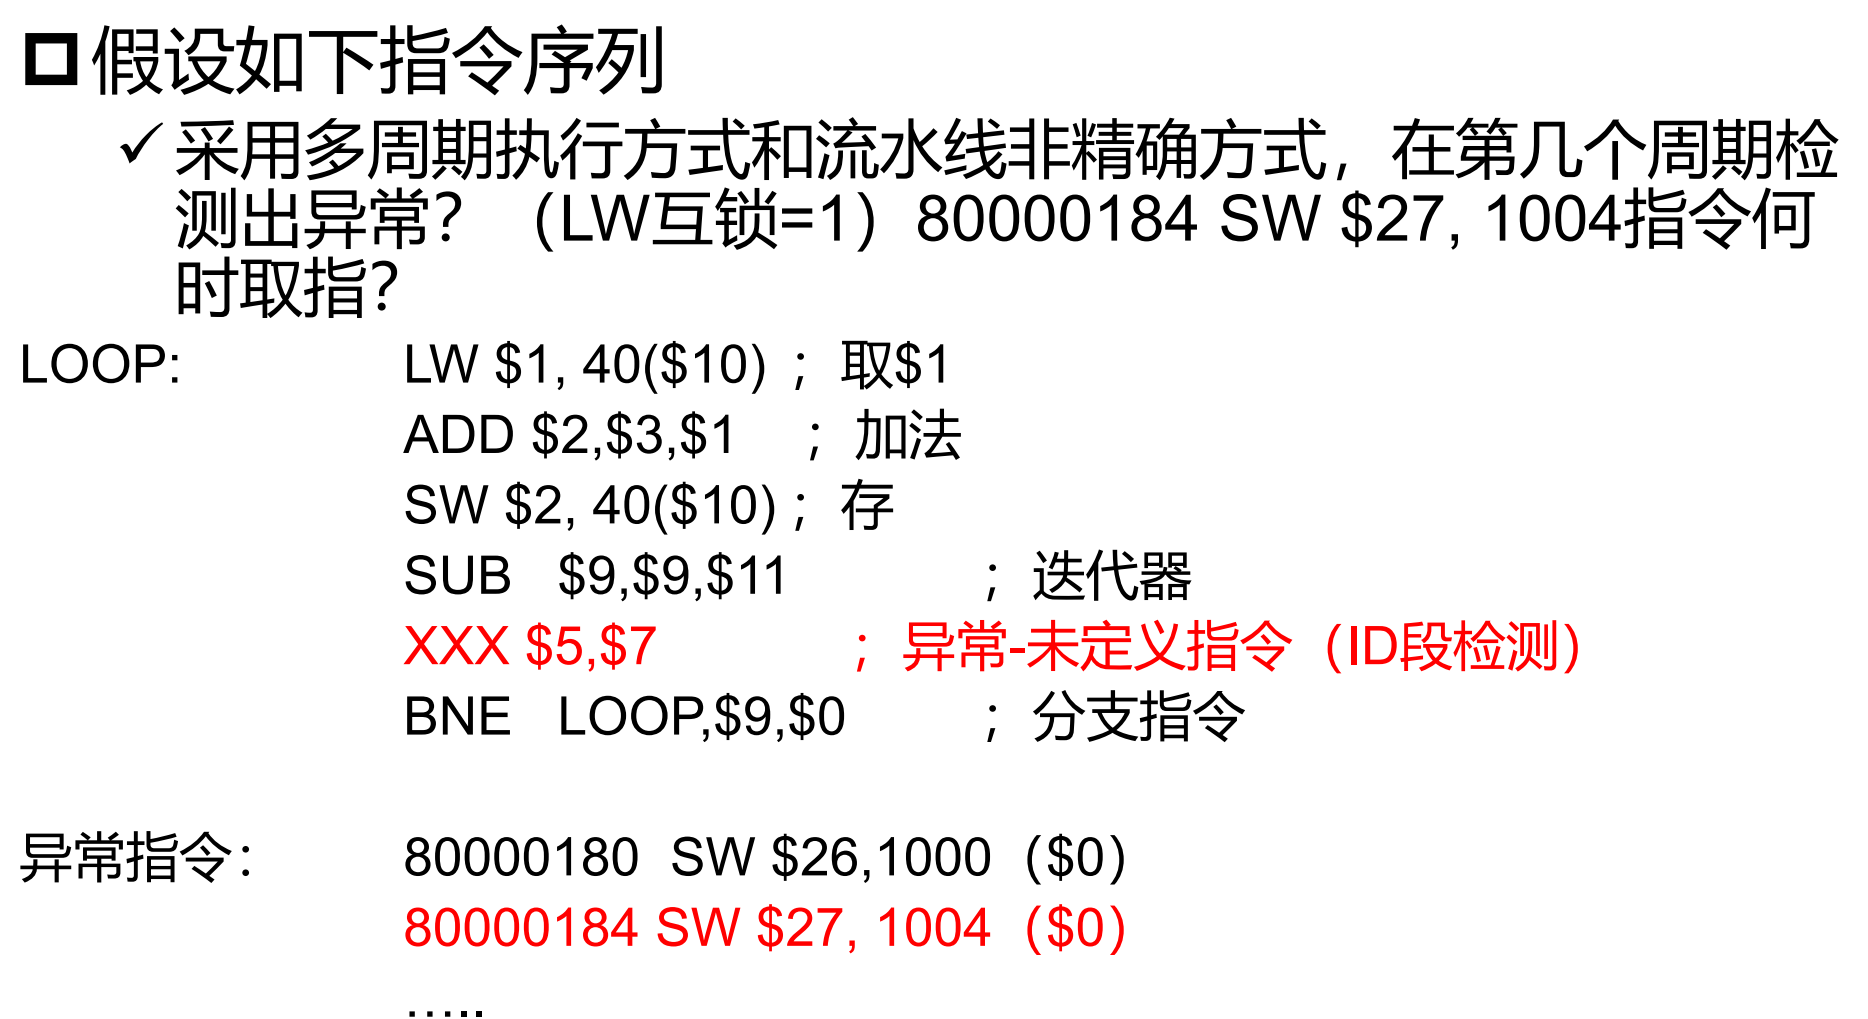 假设如下指令序列
采用多周期执行方式和流水线非精确方式，在第几个周期检
测出异常？（LW互锁=1）80000184 SW $27, 1004指令何
时取指？
LOOP: LW $1, 40($10) ；取$1
ADD $2,$3,$1 ；加法
SW $2, 40($10) ；存
SUB $9,$9,$11 ；迭代器
XXX $5,$7 ；异常-未定义指令（ID段检测）
BNE LOOP,$9,$0 ；分支指令
异常指令： 80000180 SW $26,1000（$0）
80000184 SW $27, 1004（$0）
…..